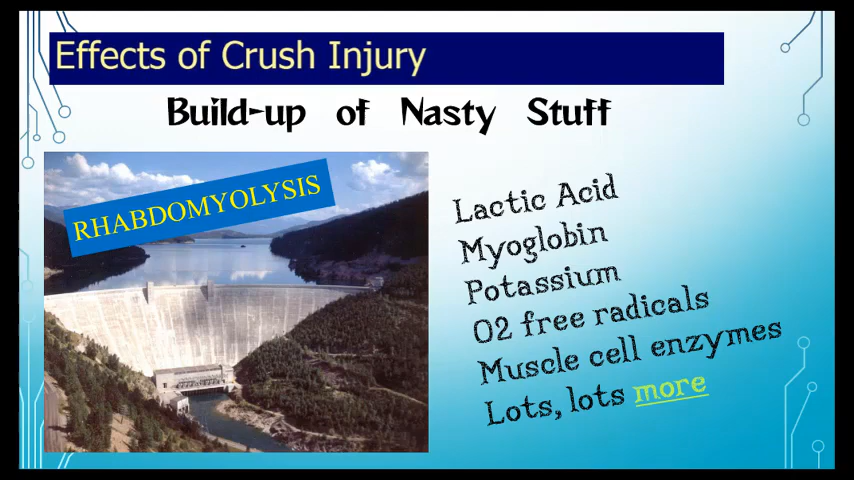 Effects of Crush Injury
Build-up of Nasty Stuff
RHABDOMYOLYSIS
Lactic Acid
Myoglobin
Potassium
O2 free radicals
Muscle cell enzymes
Lots, lots more